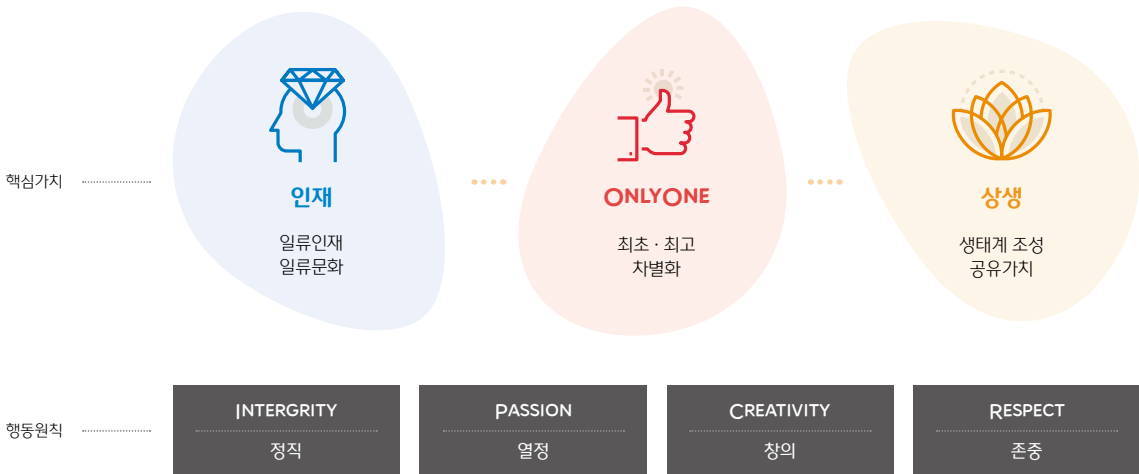 핵심가치
인재
일류인재
일류문화
ONLYONE
최초 · 최고
차별화
상생
생태계 조성
공유가치
행동원칙
INTERGRITY
정직
PASSION
열정
CREATIVITY
창의
RESPECT
존중